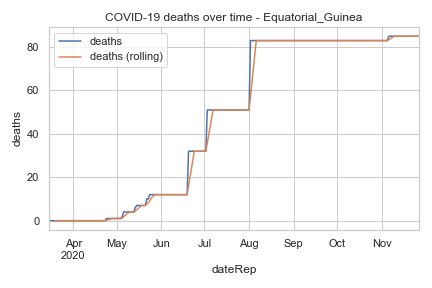 COVID-19 deaths over time - Equatorial_Guinea
deaths
deaths (rolling)
80
60
40
20
0
deaths
Apr May Jun Jul Aug Sep Oct Nov
2020
dateRep